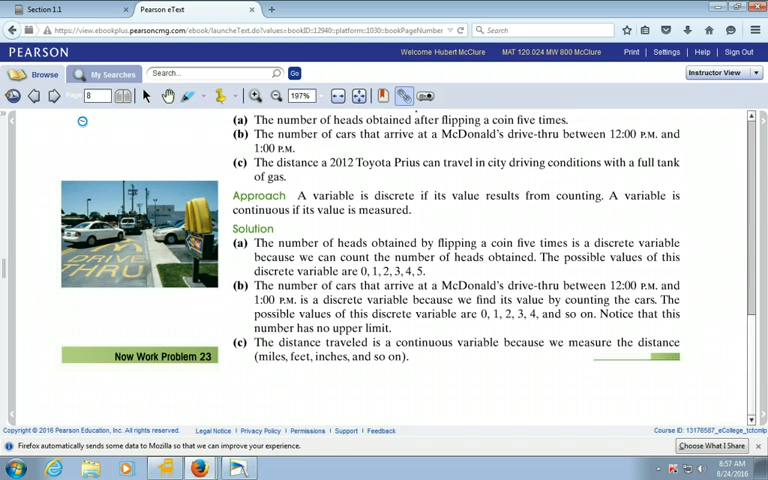 Section 1.1
Pearson eText
https://view.ebookplus.pearsoncmg.com/ebook/launcheText.do?values=bookID::12940::platform::1030::bookPageNumber
Search
PEARSON
Welcome Hubert McClure
MAT 120.024 MW 800 McClure
Print | Settings | Help | Sign Out
Browse
My Searches
Search...
Go
Instructor View
Page 8
197%
(a) The number of heads obtained after flipping a coin five times.
(b) The number of cars that arrive at a McDonald's drive-thru between 12:00 P.M. and
1:00 P.M.
(c) The distance a 2012 Toyota Prius can travel in city driving conditions with a full tank
of gas.
Approach A variable is discrete if its value results from counting. A variable is
continuous if its value is measured.
Solution
(a) The number of heads obtained by flipping a coin five times is a discrete variable
because we can count the number of heads obtained. The possible values of this
discrete variable are 0, 1, 2, 3, 4, 5.
(b) The number of cars that arrive at a McDonald's drive-thru between 12:00 P.M. and
1:00 P.M. is a discrete variable because we find its value by counting the cars. The
possible values of this discrete variable are 0, 1, 2, 3, 4, and so on. Notice that this
number has no upper limit.
(c) The distance traveled is a continuous variable because we measure the distance
(miles, feet, inches, and so on).
DRIVE
THRU
Now Work Problem 23
Copyright © 2016 Pearson Education, Inc. All rights reserved.
Legal Notice | Privacy Policy | Permissions | Support | Feedback
Firefox automatically sends some data to Mozilla so that we can improve your experience.
Choose What I Share
8:57 AM
8/24/2016